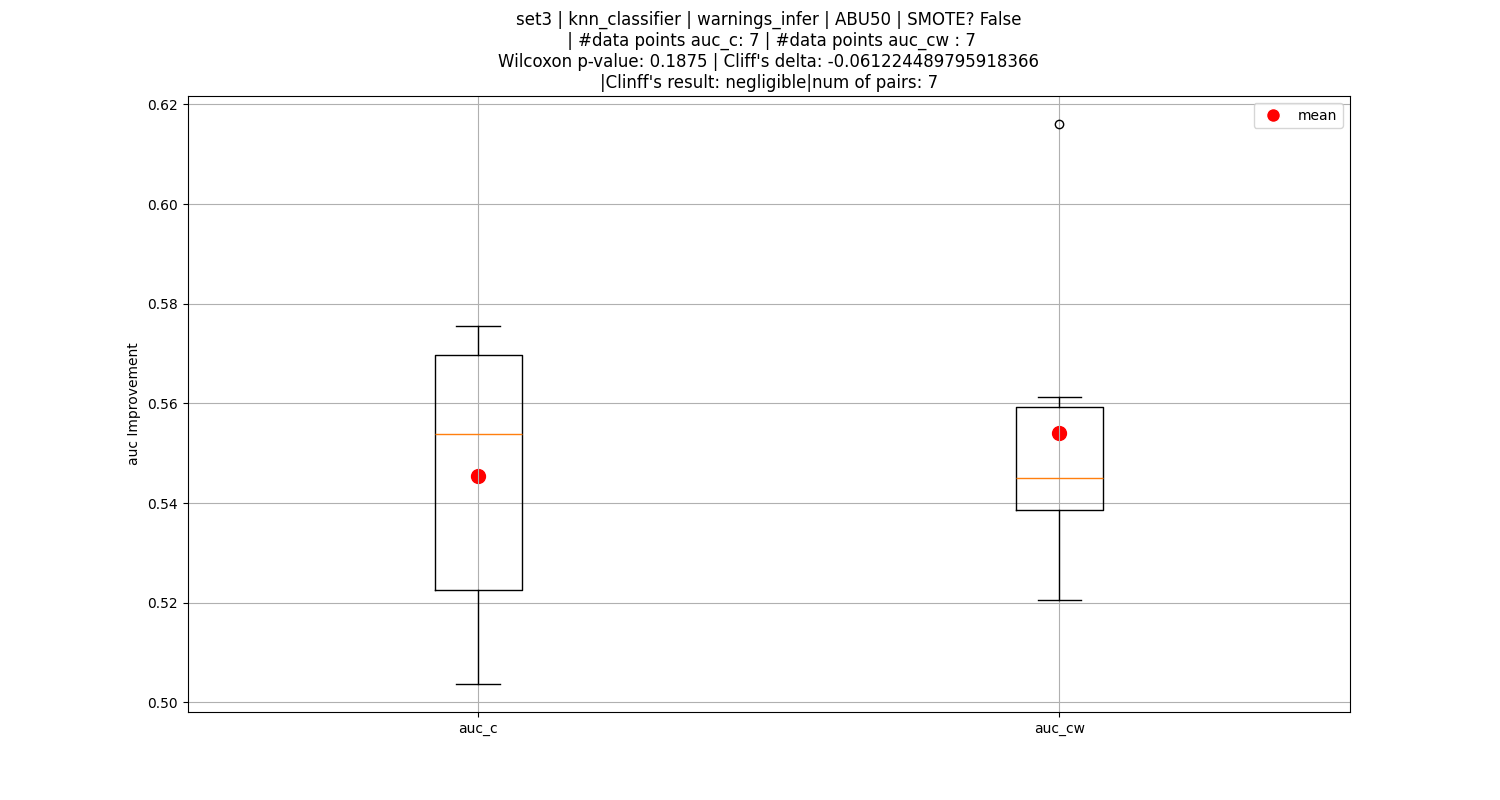 set3 | knn_classifier | warnings_infer | ABU50 | SMOTE? False
| #data points auc_c: 7 | #data points auc_cw : 7
Wilcoxon p-value: 0.1875 | Cliff's delta: -0.061224489795918366
|Clinff's result: negligible|num of pairs: 7
mean
auc Improvement
0.62
0.60
0.58
0.56
0.54
0.52
0.50
auc_c
auc_cw